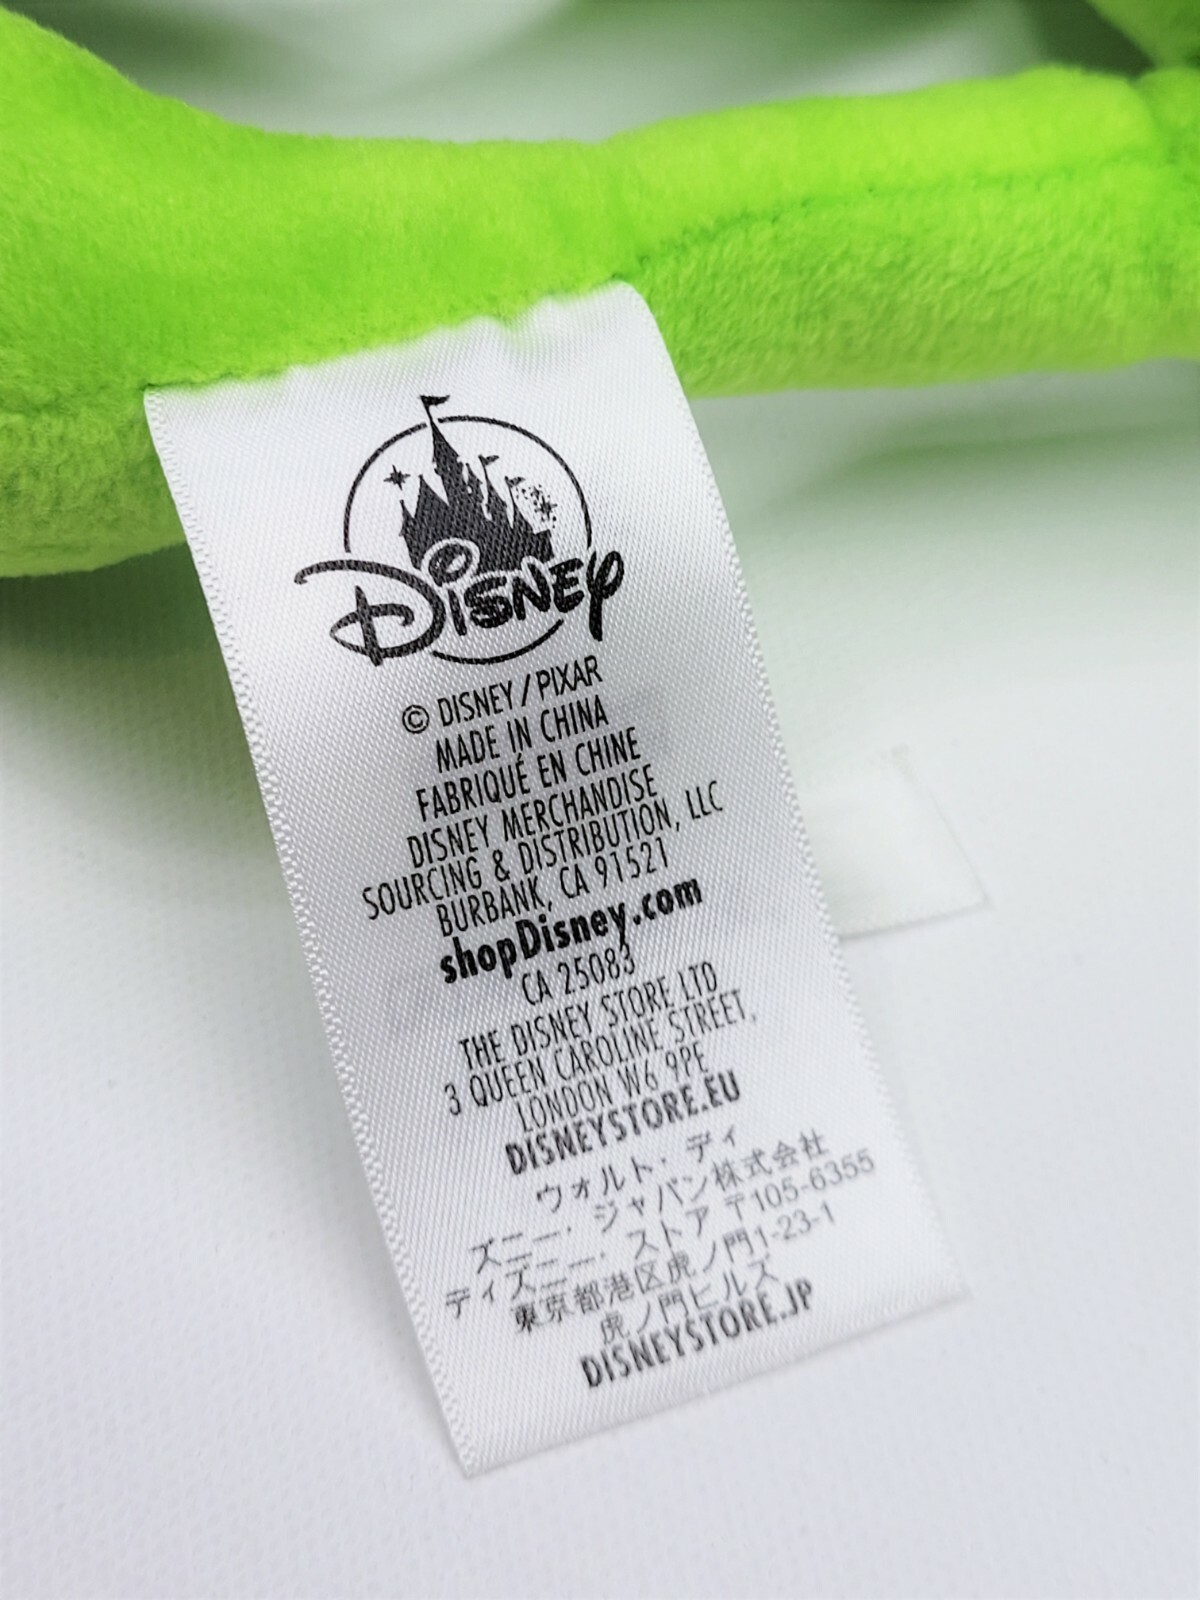 Disney
© DISNEY/PIXAR
MADE IN CHINA
FABRIQUÉ EN CHINE
DISNEY MERCHANDISE
SOURCING & DISTRIBUTION, LLC
BURBANK, CA 91521
shopDisney.com
CA 25083
THE DISNEY STORE LTD
3 QUEEN CAROLINE STREET,
LONDON W6 9PE
DISNEYSTORE.EU
ウォルト・ディ
ズニー・ジャパン株式会社
ディズニー・ストア 〒105-6355
東京都港区虎ノ門1-23-1
虎ノ門ヒルズ
DISNEYSTORE.JP